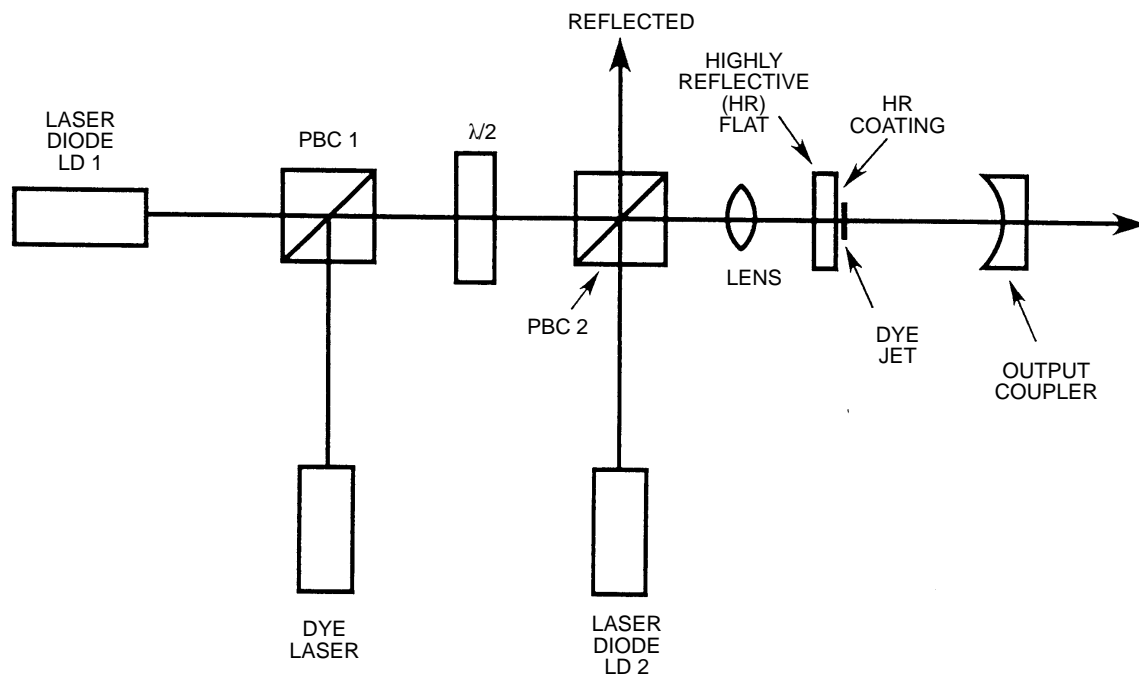 REFLECTED
HIGHLY
REFLECTIVE
(HR)
FLAT
HR
COATING
LASER
DIODE
LD 1
PBC 1
λ/2
LENS
PBC 2
DYE
JET
OUTPUT
COUPLER
DYE
LASER
LASER
DIODE
LD 2